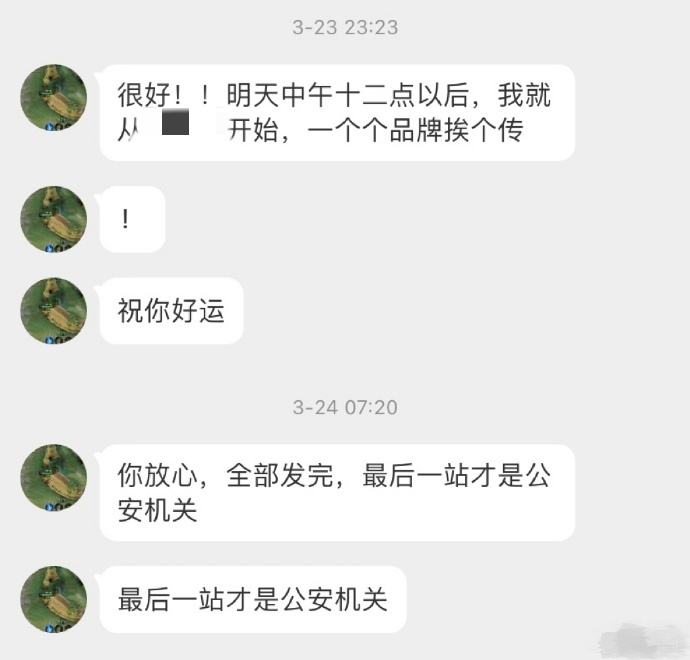 3-23 23:23
很好！！明天中午十二点以后，我就
从 开始，一个个品牌挨个传
！
祝你好运
3-24 07:20
你放心，全部发完，最后一站才是公
安机关
最后一站才是公安机关